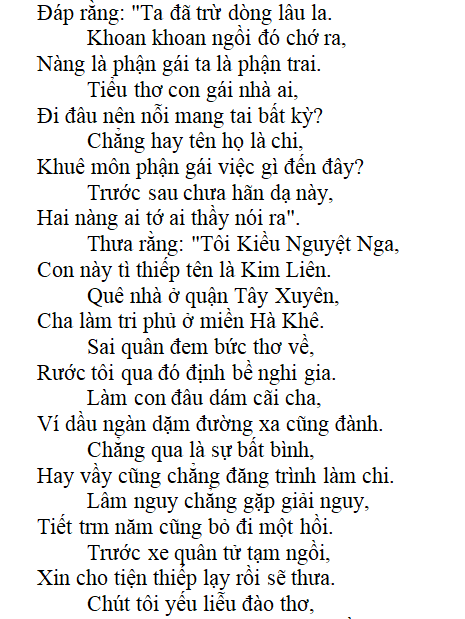 Đáp rằng: "Ta đã trừ dòng lâu la.
Khoan khoan ngồi đó chớ ra,
Nàng là phận gái ta là phận trai.
Tiểu thơ con gái nhà ai,
Đi đâu nên nỗi mang tai bất kỳ?
Chẳng hay tên họ là chi,
Khuê môn phận gái việc gì đến đây?
Trước sau chưa hãn dạ này,
Hai nàng ai tớ ai thầy nói ra".
Thưa rằng: "Tôi Kiều Nguyệt Nga,
Con này tì thiếp tên là Kim Liên.
Quê nhà ở quận Tây Xuyên,
Cha làm tri phủ ở miền Hà Khê.
Sai quân đem bức thơ về,
Rước tôi qua đó định bề nghi gia.
Làm con đâu dám cãi cha,
Ví dầu ngàn dặm đường xa cũng đành.
Chẳng qua là sự bất bình,
Hay vầy cũng chẳng đăng trình làm chi.
Lâm nguy chẳng gặp giải nguy,
Tiết trm năm cũng bỏ đi một hồi.
Trước xe quân tử tạm ngồi,
Xin cho tiện thiếp lạy rồi sẽ thưa.
Chút tôi yếu liễu đào thơ,